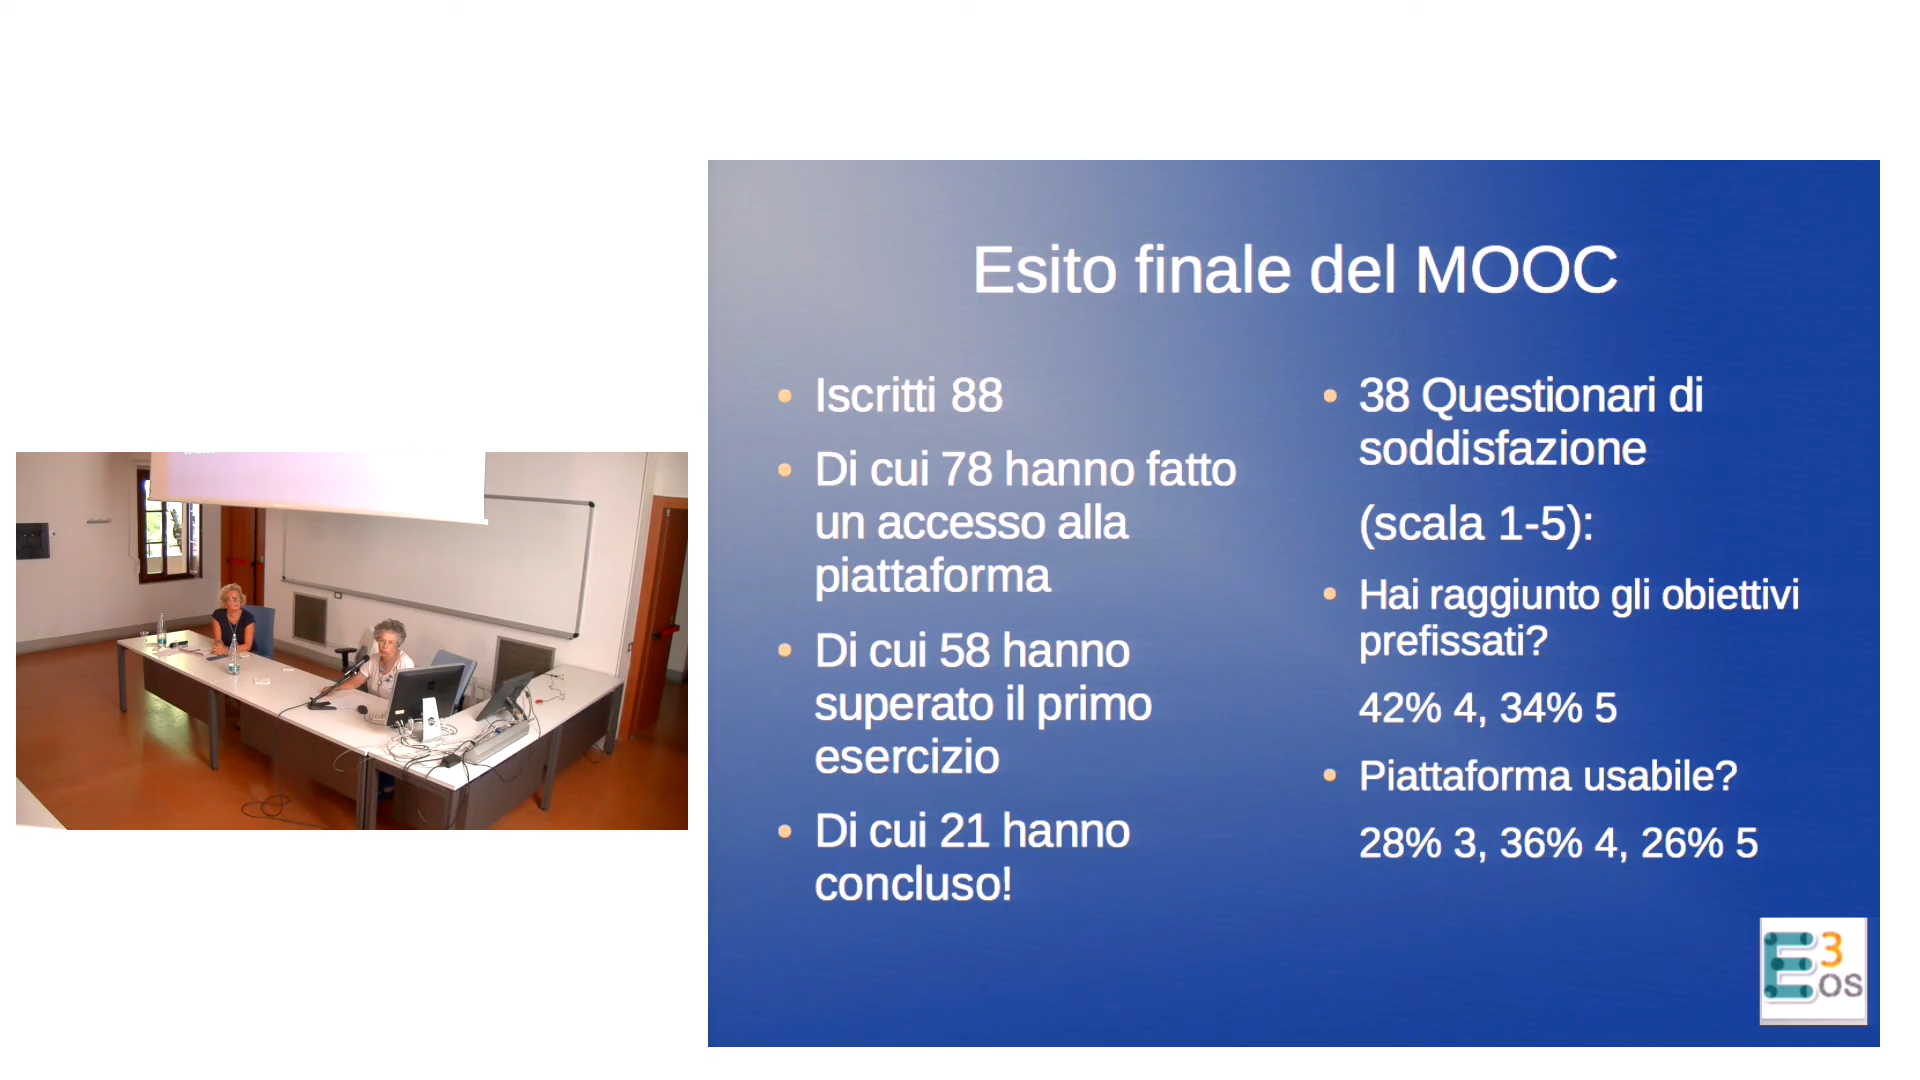 Esito finale del MOOC
Iscritti 88
Di cui 78 hanno fatto
un accesso alla
piattaforma
Di cui 58 hanno
superato il primo
esercizio
Di cui 21 hanno
concluso!
38 Questionari di
soddisfazione
(scala 1-5):
Hai raggiunto gli obiettivi
prefissati?
42% 4, 34% 5
Piattaforma usabile?
28% 3, 36% 4, 26% 5
E3
os